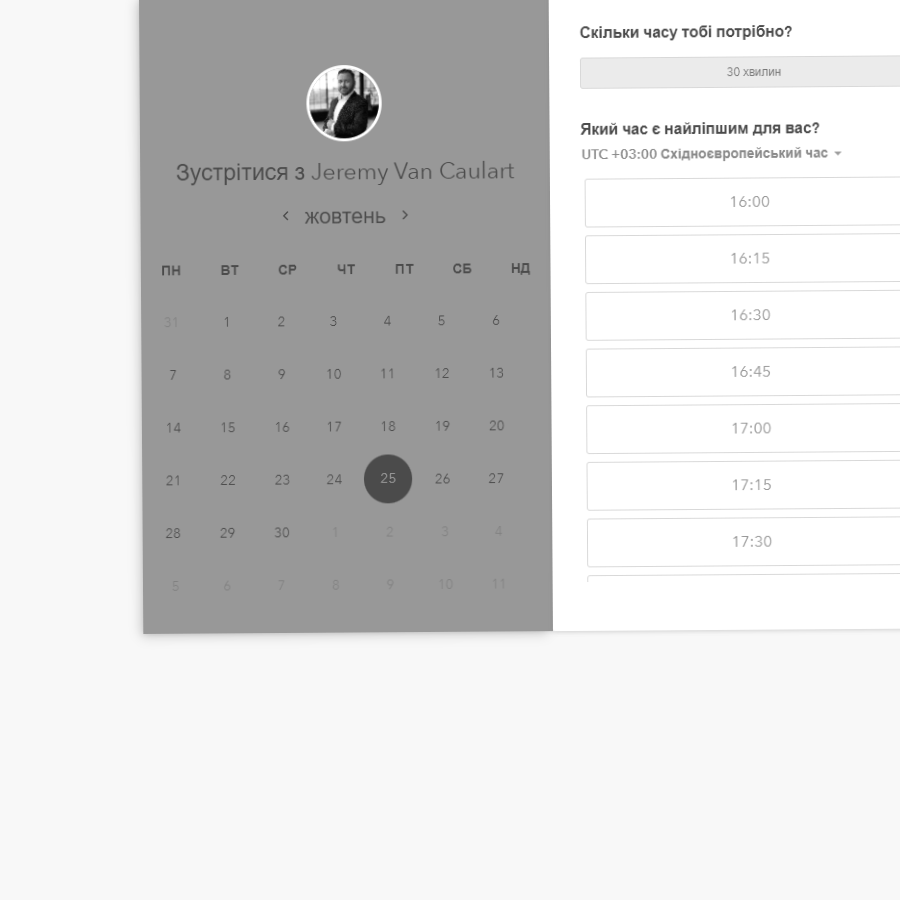 Зустрітися з Jeremy Van Caulart
жовтень
ПН ВТ СР ЧТ ПТ СБ НД
31 1 2 3 4 5 6
7 8 9 10 11 12 13
14 15 16 17 18 19 20
21 22 23 24 25 26 27
28 29 30 1 2 3 4
5 6 7 8 9 10 11
Скільки часу тобі потрібно?
30 хвилин
Який час є найліпшим для вас?
UTC +03:00 Східноєвропейський час
16:00
16:15
16:30
16:45
17:00
17:15
17:30